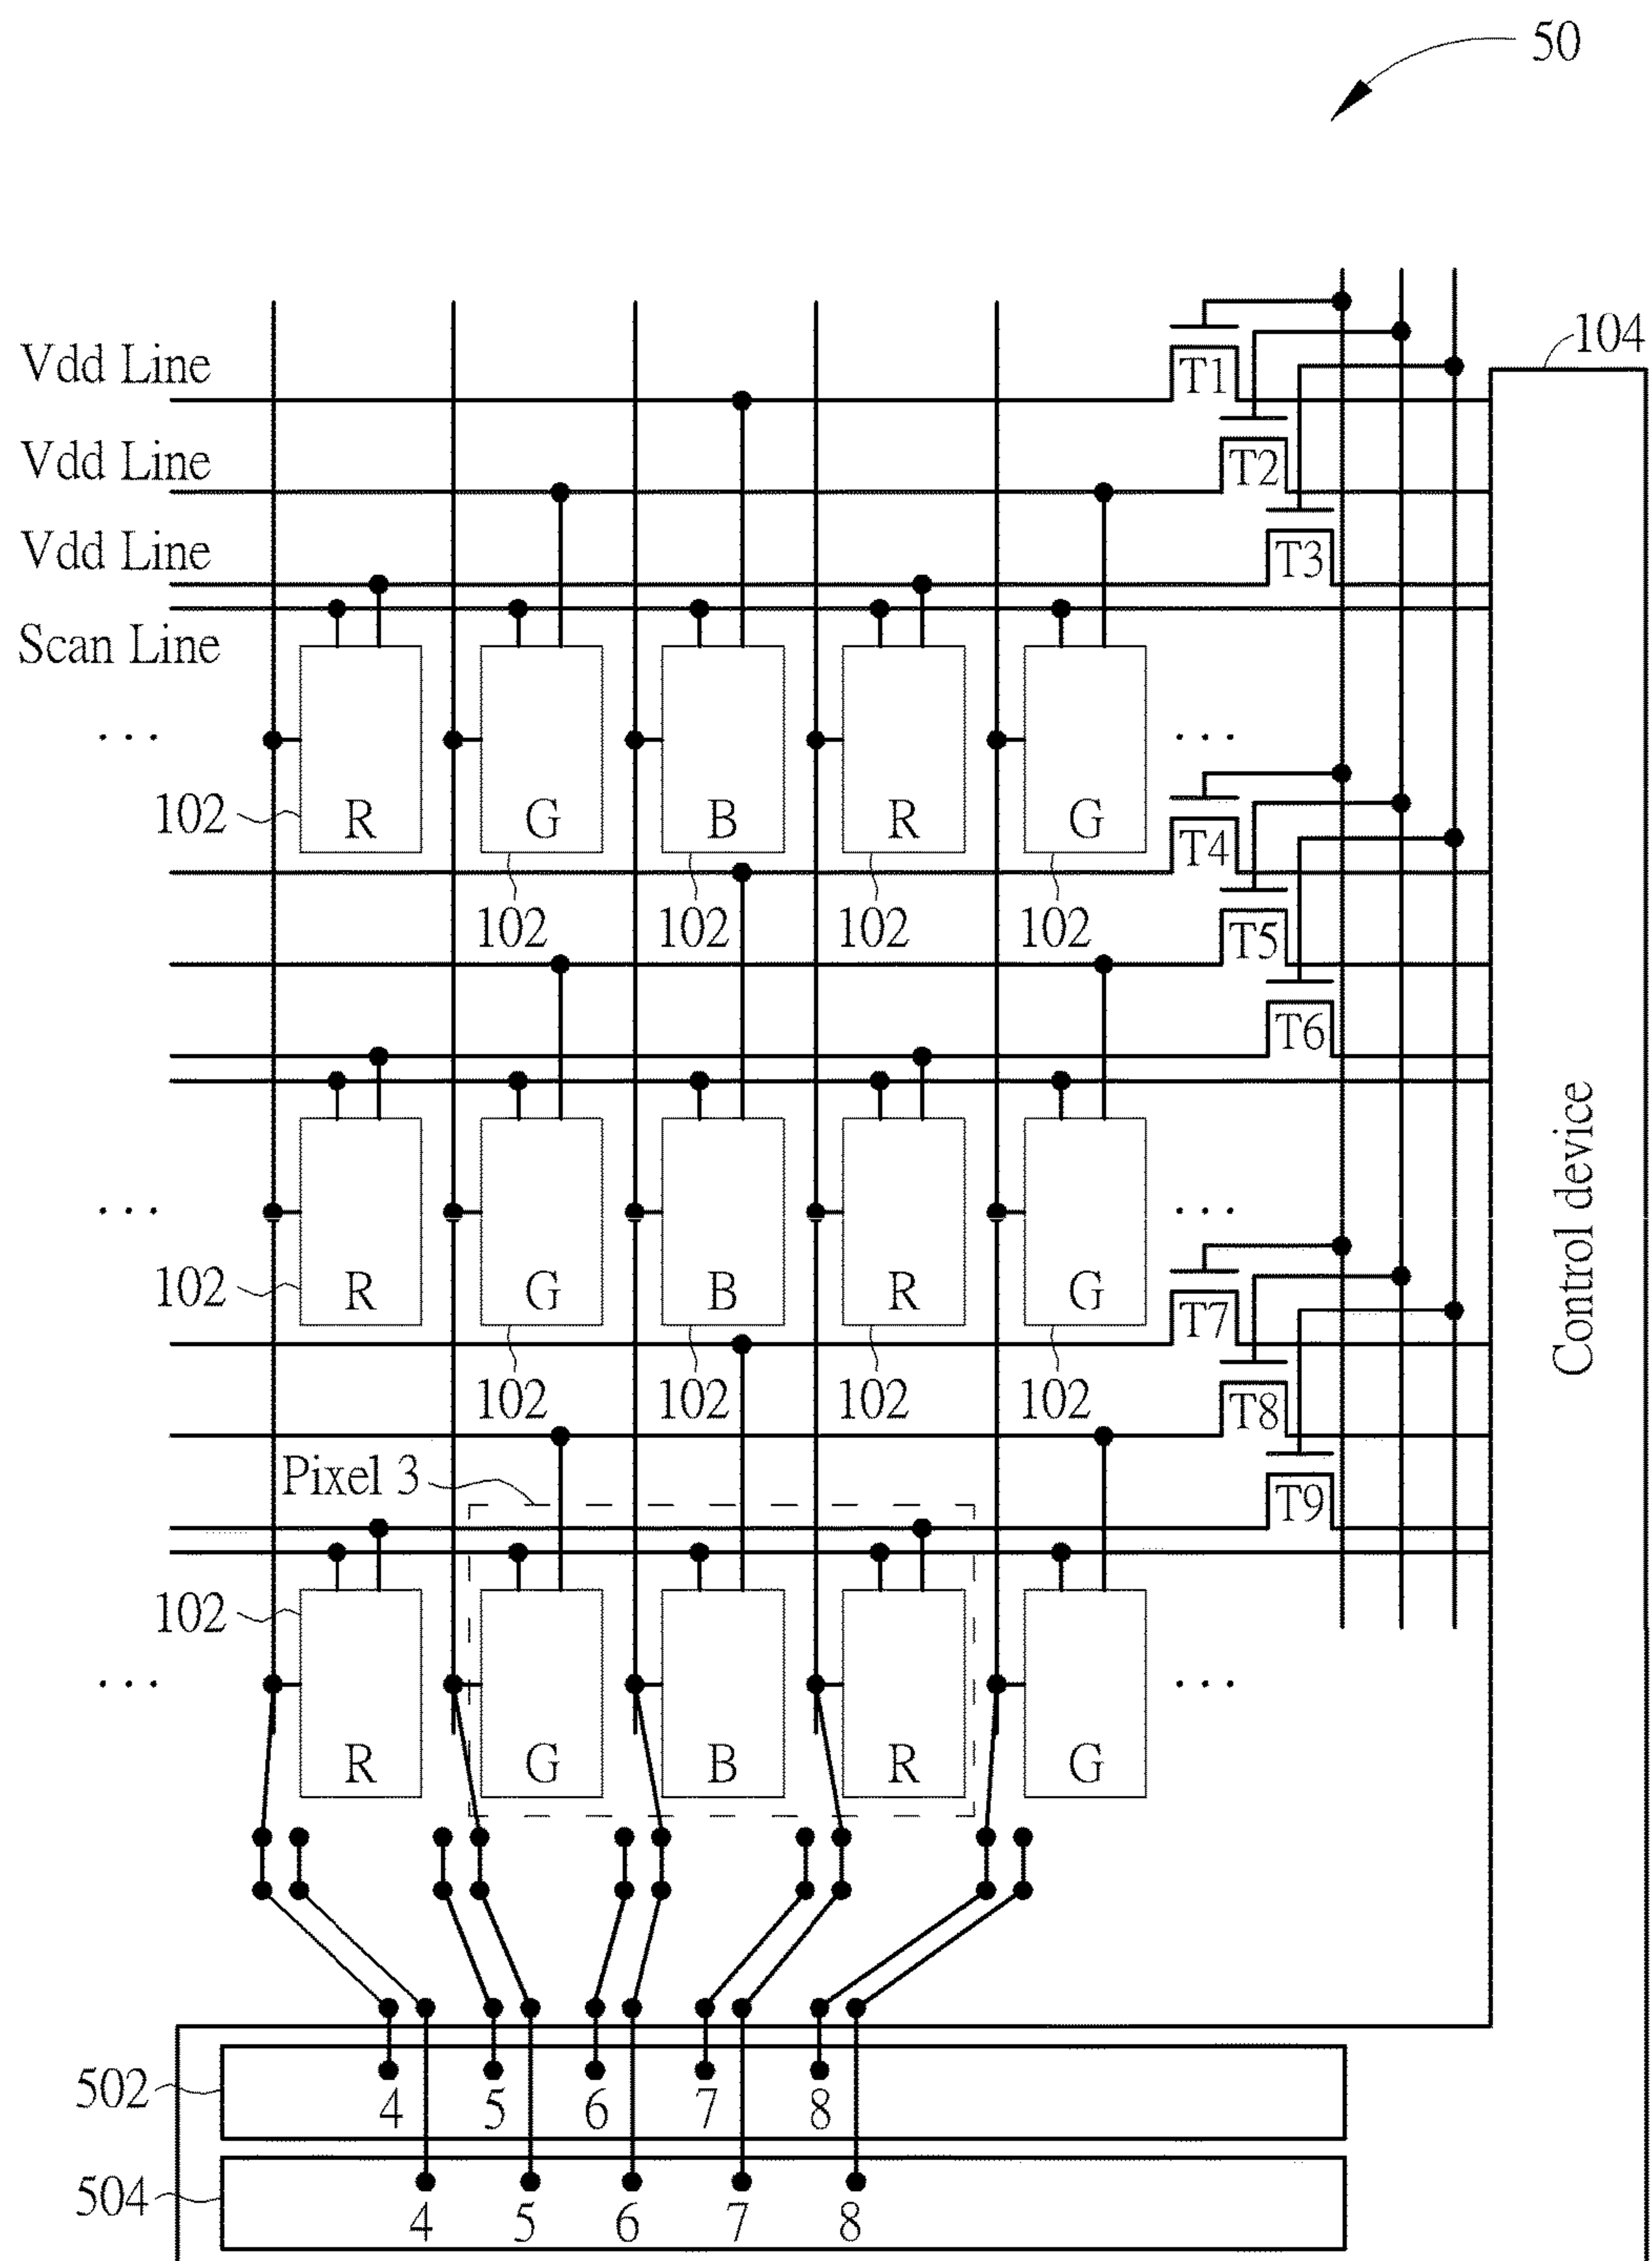 50
104
Vdd Line
T1
Vdd Line
T2
Vdd Line
T3
Scan Line
... R G B R G ...
102
T4
102 102 102 102
T5
T6
Control device
... R G B R G ...
102
T7
102 102 102 102
T8
Pixel 3
T9
102
... R G B R G ...
502
4 5 6 7 8
504
4 5 6 7 8